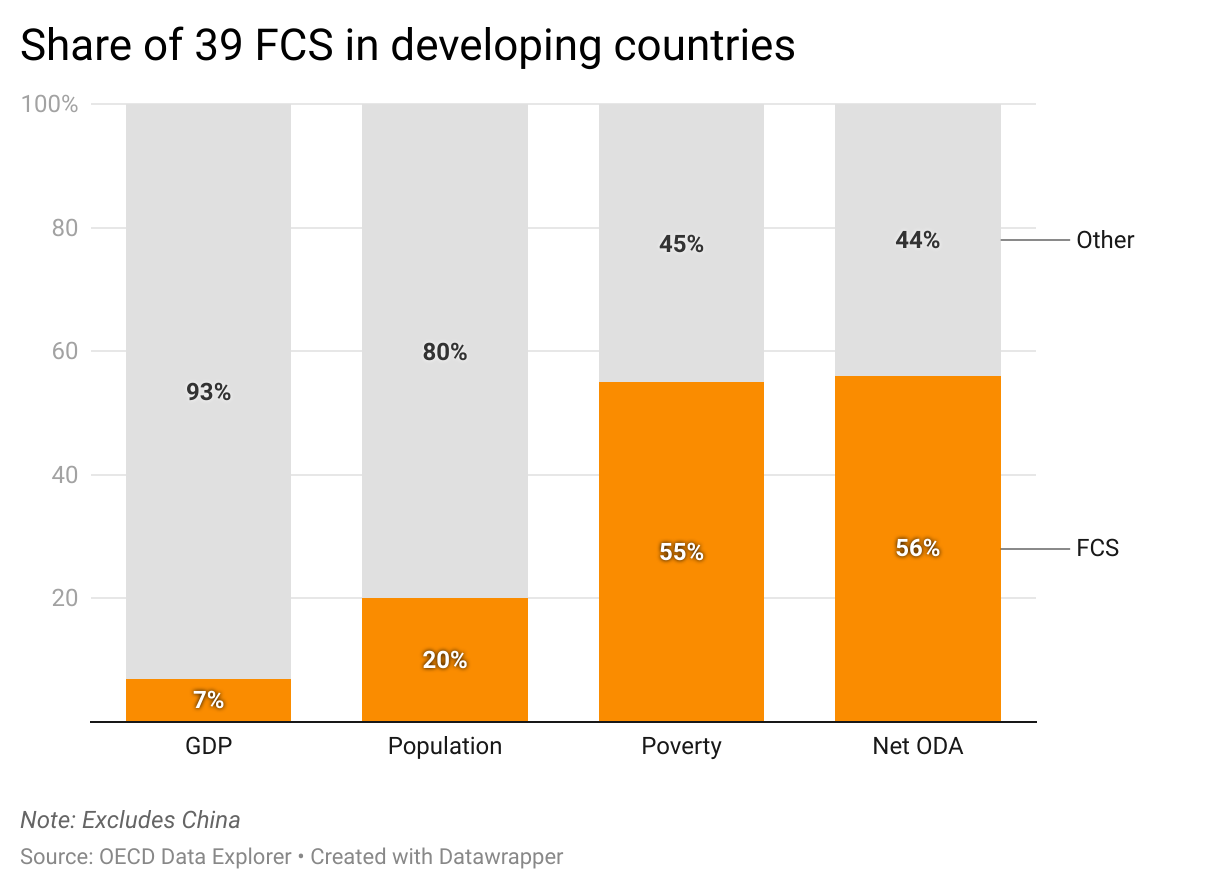 Share of 39 FCS in developing countries
100%
80
60
40
20
93%
80%
45%
44%
Other
7%
20%
55%
56%
FCS
GDP
Population
Poverty
Net ODA
Note: Excludes China
Source: OECD Data Explorer • Created with Datawrapper